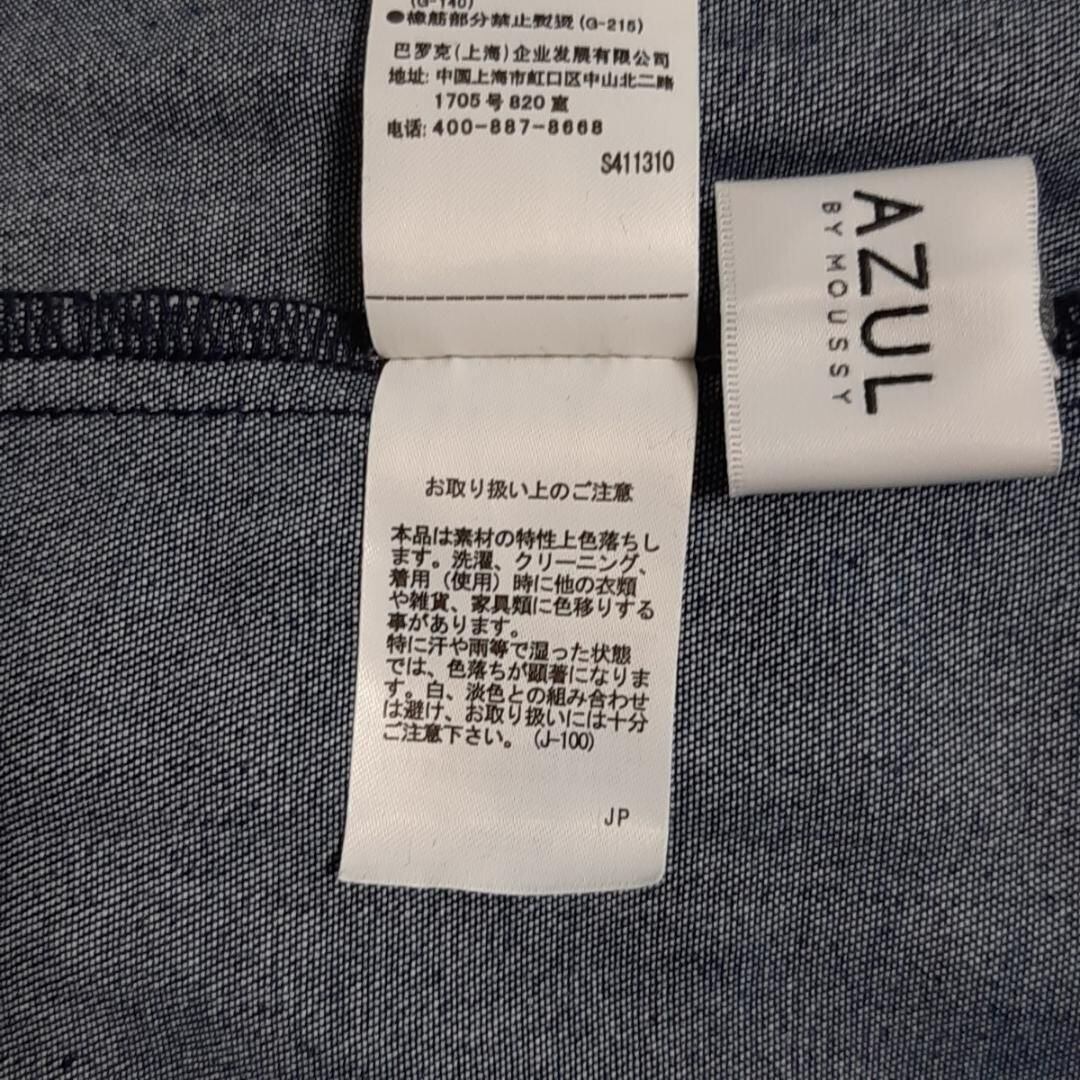 (G-140)
●橡筋部分禁止熨烫(G-215)
巴罗克(上海)企业发展有限公司
地址: 中国上海市虹口区中山北二路
1705号820室
电话: 400-887-8668
S411310
AZUL
BY MOUSSY
お取り扱い上のご注意
本品は素材の特性上色落ちし
ます。洗濯、クリーニング、
着用（使用）時に他の衣類
や雑貨、家具類に色移りする
事があります。
特に汗や雨等で湿った状態
では、色落ちが顕著になりま
す。白、淡色との組み合わせ
は避け、お取り扱いには十分
ご注意下さい。(J-100)
JP